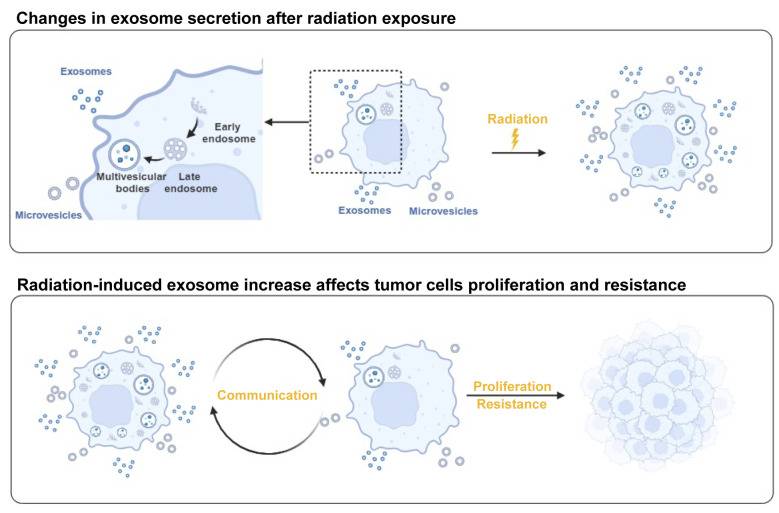 Changes in exosome secretion after radiation exposure
Exosomes
Early
endosome
Multivesicular
bodies
Late
endosome
Microvesicles
Exosomes
Microvesicles
Radiation
Radiation-induced exosome increase affects tumor cells proliferation and resistance
Communication
Proliferation
Resistance